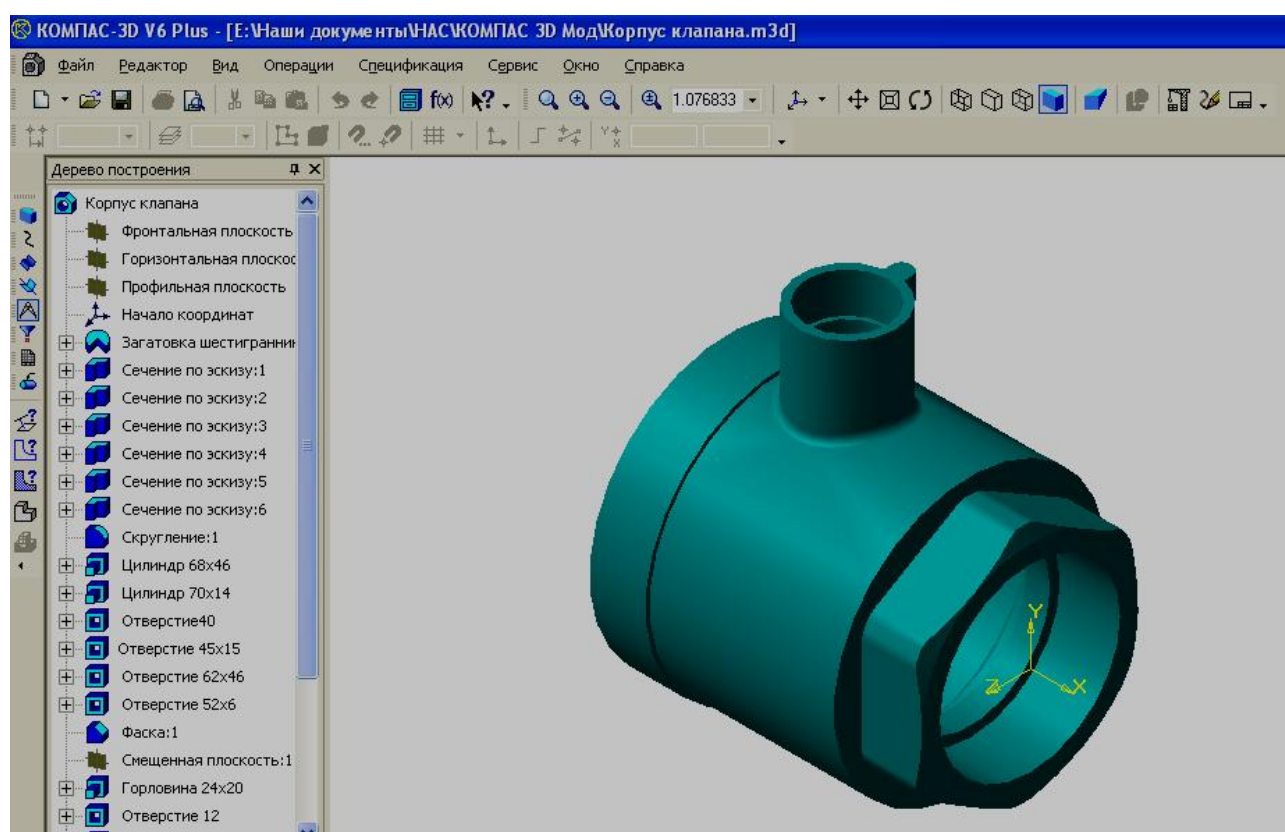 КОМПАС-3D V6 Plus - [E:\Наши документы\НАС\КОМПАС 3D Мод\Корпус клапана.m3d]
Файл Редактор Вид Операции Спецификация Сервис Окно Справка
f(x) 1.076833
Дерево построения
Корпус клапана
Фронтальная плоскость
Горизонтальная плоскос
Профильная плоскость
Начало координат
Загатовка шестигранник
Сечение по эскизу:1
Сечение по эскизу:2
Сечение по эскизу:3
Сечение по эскизу:4
Сечение по эскизу:5
Сечение по эскизу:6
Скругление:1
Цилиндр 68x46
Цилиндр 70x14
Отверстие40
Отверстие 45x15
Отверстие 62x46
Отверстие 52x6
Фаска:1
Смещенная плоскость:1
Горловина 24x20
Отверстие 12
Y
Z X